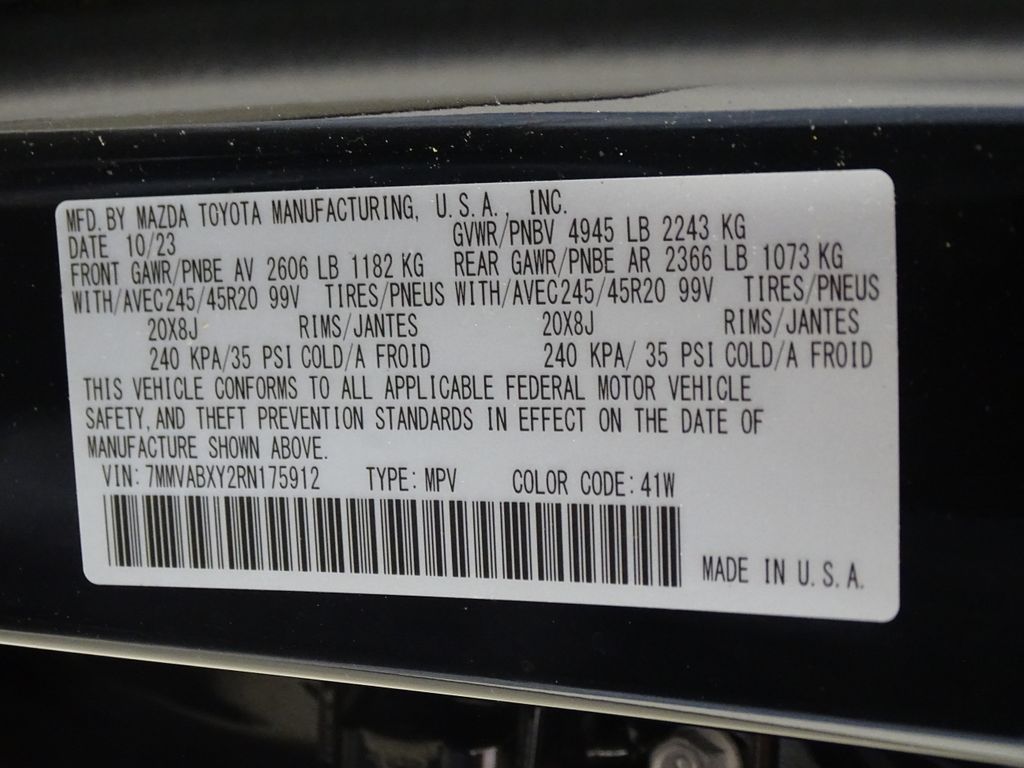 MFD. BY MAZDA TOYOTA MANUFACTURING, U.S.A., INC.
DATE 10/23 GVWR/PNBV 4945 LB 2243 KG
FRONT GAWR/PNBE AV 2606 LB 1182 KG REAR GAWR/PNBE AR 2366 LB 1073 KG
WITH/AVEC245/45R20 99V TIRES/PNEUS WITH/AVEC245/45R20 99V TIRES/PNEUS
20X8J RIMS/JANTES 20X8J RIMS/JANTES
240 KPA/35 PSI COLD/A FROID 240 KPA/ 35 PSI COLD/A FROID
THIS VEHICLE CONFORMS TO ALL APPLICABLE FEDERAL MOTOR VEHICLE
SAFETY, AND THEFT PREVENTION STANDARDS IN EFFECT ON THE DATE OF
MANUFACTURE SHOWN ABOVE.
VIN: 7MMVABXY2RN175912 TYPE: MPV COLOR CODE: 41W
MADE IN U.S.A.